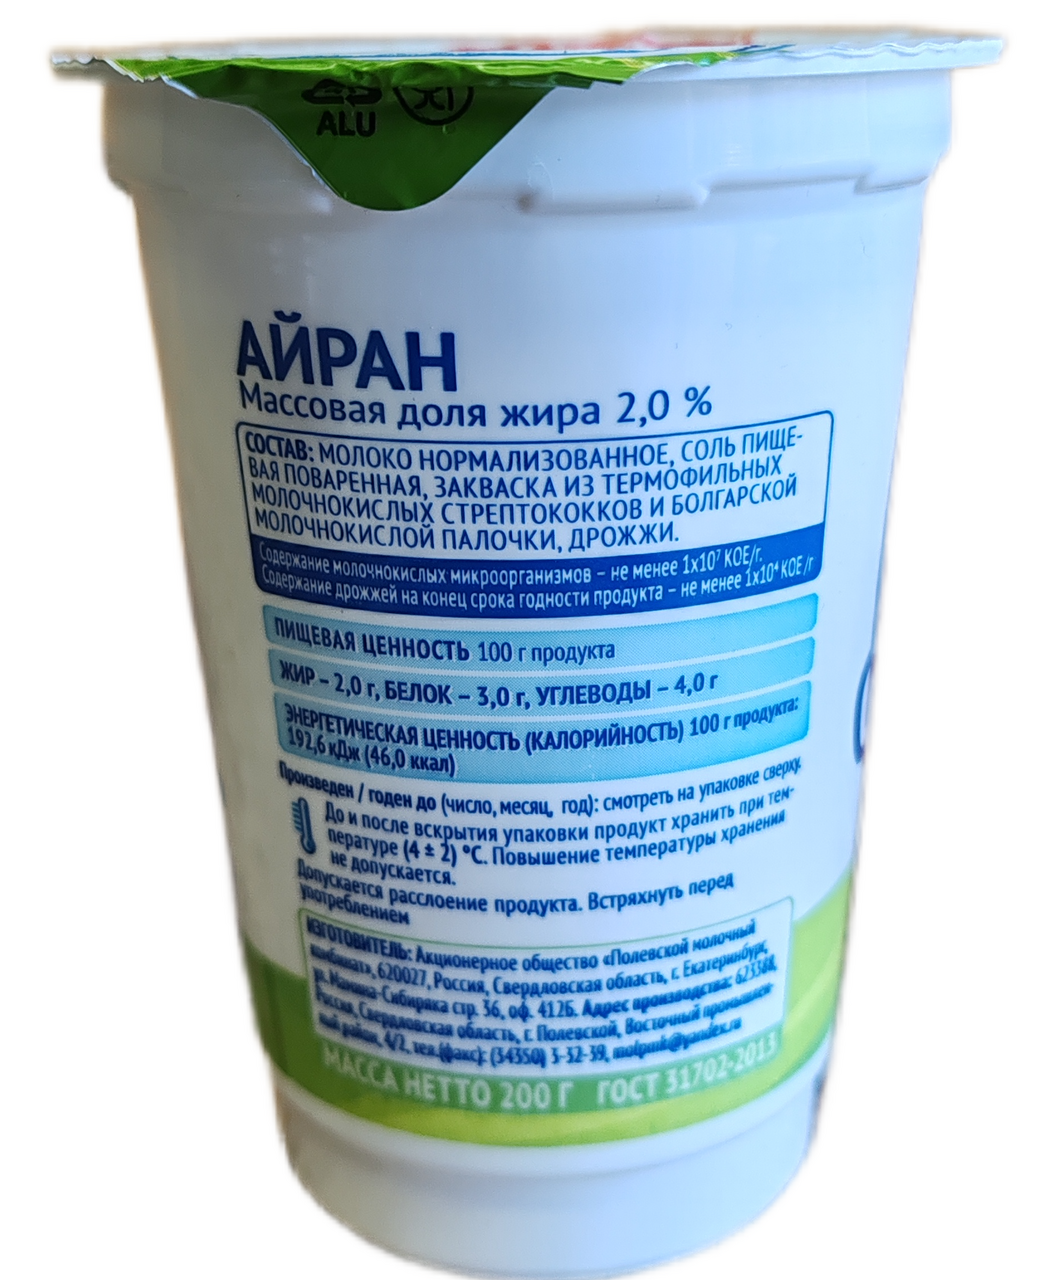 ALU
АЙРАН
Массовая доля жира 2,0 %
СОСТАВ: МОЛОКО НОРМАЛИЗОВАННОЕ, СОЛЬ ПИЩЕ-
ВАЯ ПОВАРЕННАЯ, ЗАКВАСКА ИЗ ТЕРМОФИЛЬНЫХ
МОЛОЧНОКИСЛЫХ СТРЕПТОКОККОВ И БОЛГАРСКОЙ
МОЛОЧНОКИСЛОЙ ПАЛОЧКИ, ДРОЖЖИ.
Содержание молочнокислых микроорганизмов – не менее 1х10⁷ КОЕ/г.
Содержание дрожжей на конец срока годности продукта – не менее 1х10⁴ КОЕ/г
ПИЩЕВАЯ ЦЕННОСТЬ 100 г продукта
ЖИР – 2,0 г, БЕЛОК – 3,0 г, УГЛЕВОДЫ – 4,0 г
ЭНЕРГЕТИЧЕСКАЯ ЦЕННОСТЬ (КАЛОРИЙНОСТЬ) 100 г продукта:
192,6 кДж (46,0 ккал)
Произведен / годен до (число, месяц, год): смотреть на упаковке сверху.
До и после вскрытия упаковки продукт хранить при тем-
пературе (4 ± 2) °С. Повышение температуры хранения
не допускается.
Допускается расслоение продукта. Встряхнуть перед
употреблением
ИЗГОТОВИТЕЛЬ: Акционерное общество «Полевской молочный
комбинат», 620027, Россия, Свердловская область, г. Екатеринбург,
ул. Мамина-Сибиряка стр. 36, оф. 412Б. Адрес производства: 623388,
Россия, Свердловская область, г. Полевской, Восточный промышлен-
ный район, 4/2, тел.(факс): (34350) 3-32-39, molpmk@yandex.ru
МАССА НЕТТО 200 Г ГОСТ 31702-2013